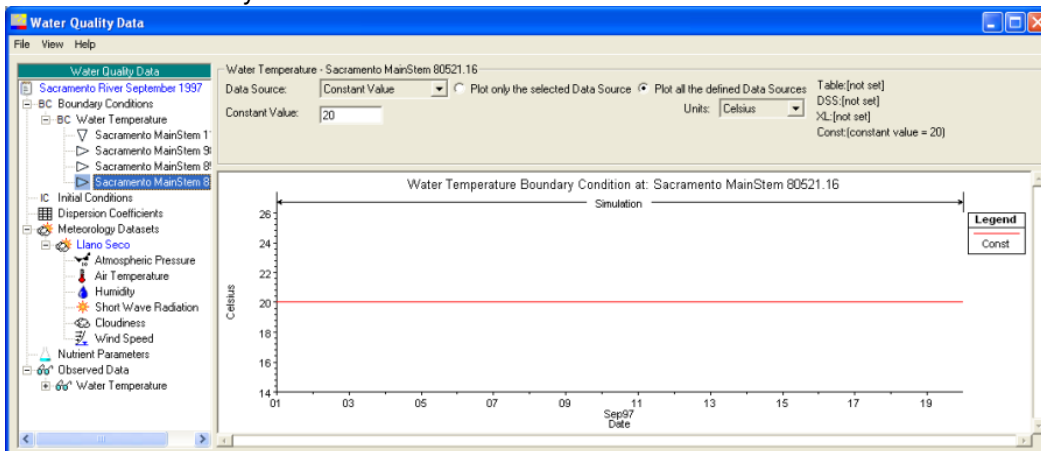 Water Quality Data
File View Help
Water Quality Data
Sacramento River September 1997
BC Boundary Conditions
BC Water Temperature
Sacramento MainStem 1
Sacramento MainStem 9
Sacramento MainStem 8
Sacramento MainStem 8
IC Initial Conditions
Dispersion Coefficients
Meteorology Datasets
Llano Seco
Atmospheric Pressure
Air Temperature
Humidity
Short Wave Radiation
Cloudiness
Wind Speed
Nutrient Parameters
Observed Data
Water Temperature
Water Temperature - Sacramento MainStem 80521.16
Data Source: Constant Value Plot only the selected Data Source Plot all the defined Data Sources
Constant Value: 20 Units: Celsius
Table:[not set]
DSS:[not set]
XL:[not set]
Const:(constant value = 20)
Water Temperature Boundary Condition at: Sacramento MainStem 80521.16
Simulation
Legend
Const
Celsius
26
24
22
20
18
16
14
01 03 05 07 09 11 13 15 17 19
Sep97
Date